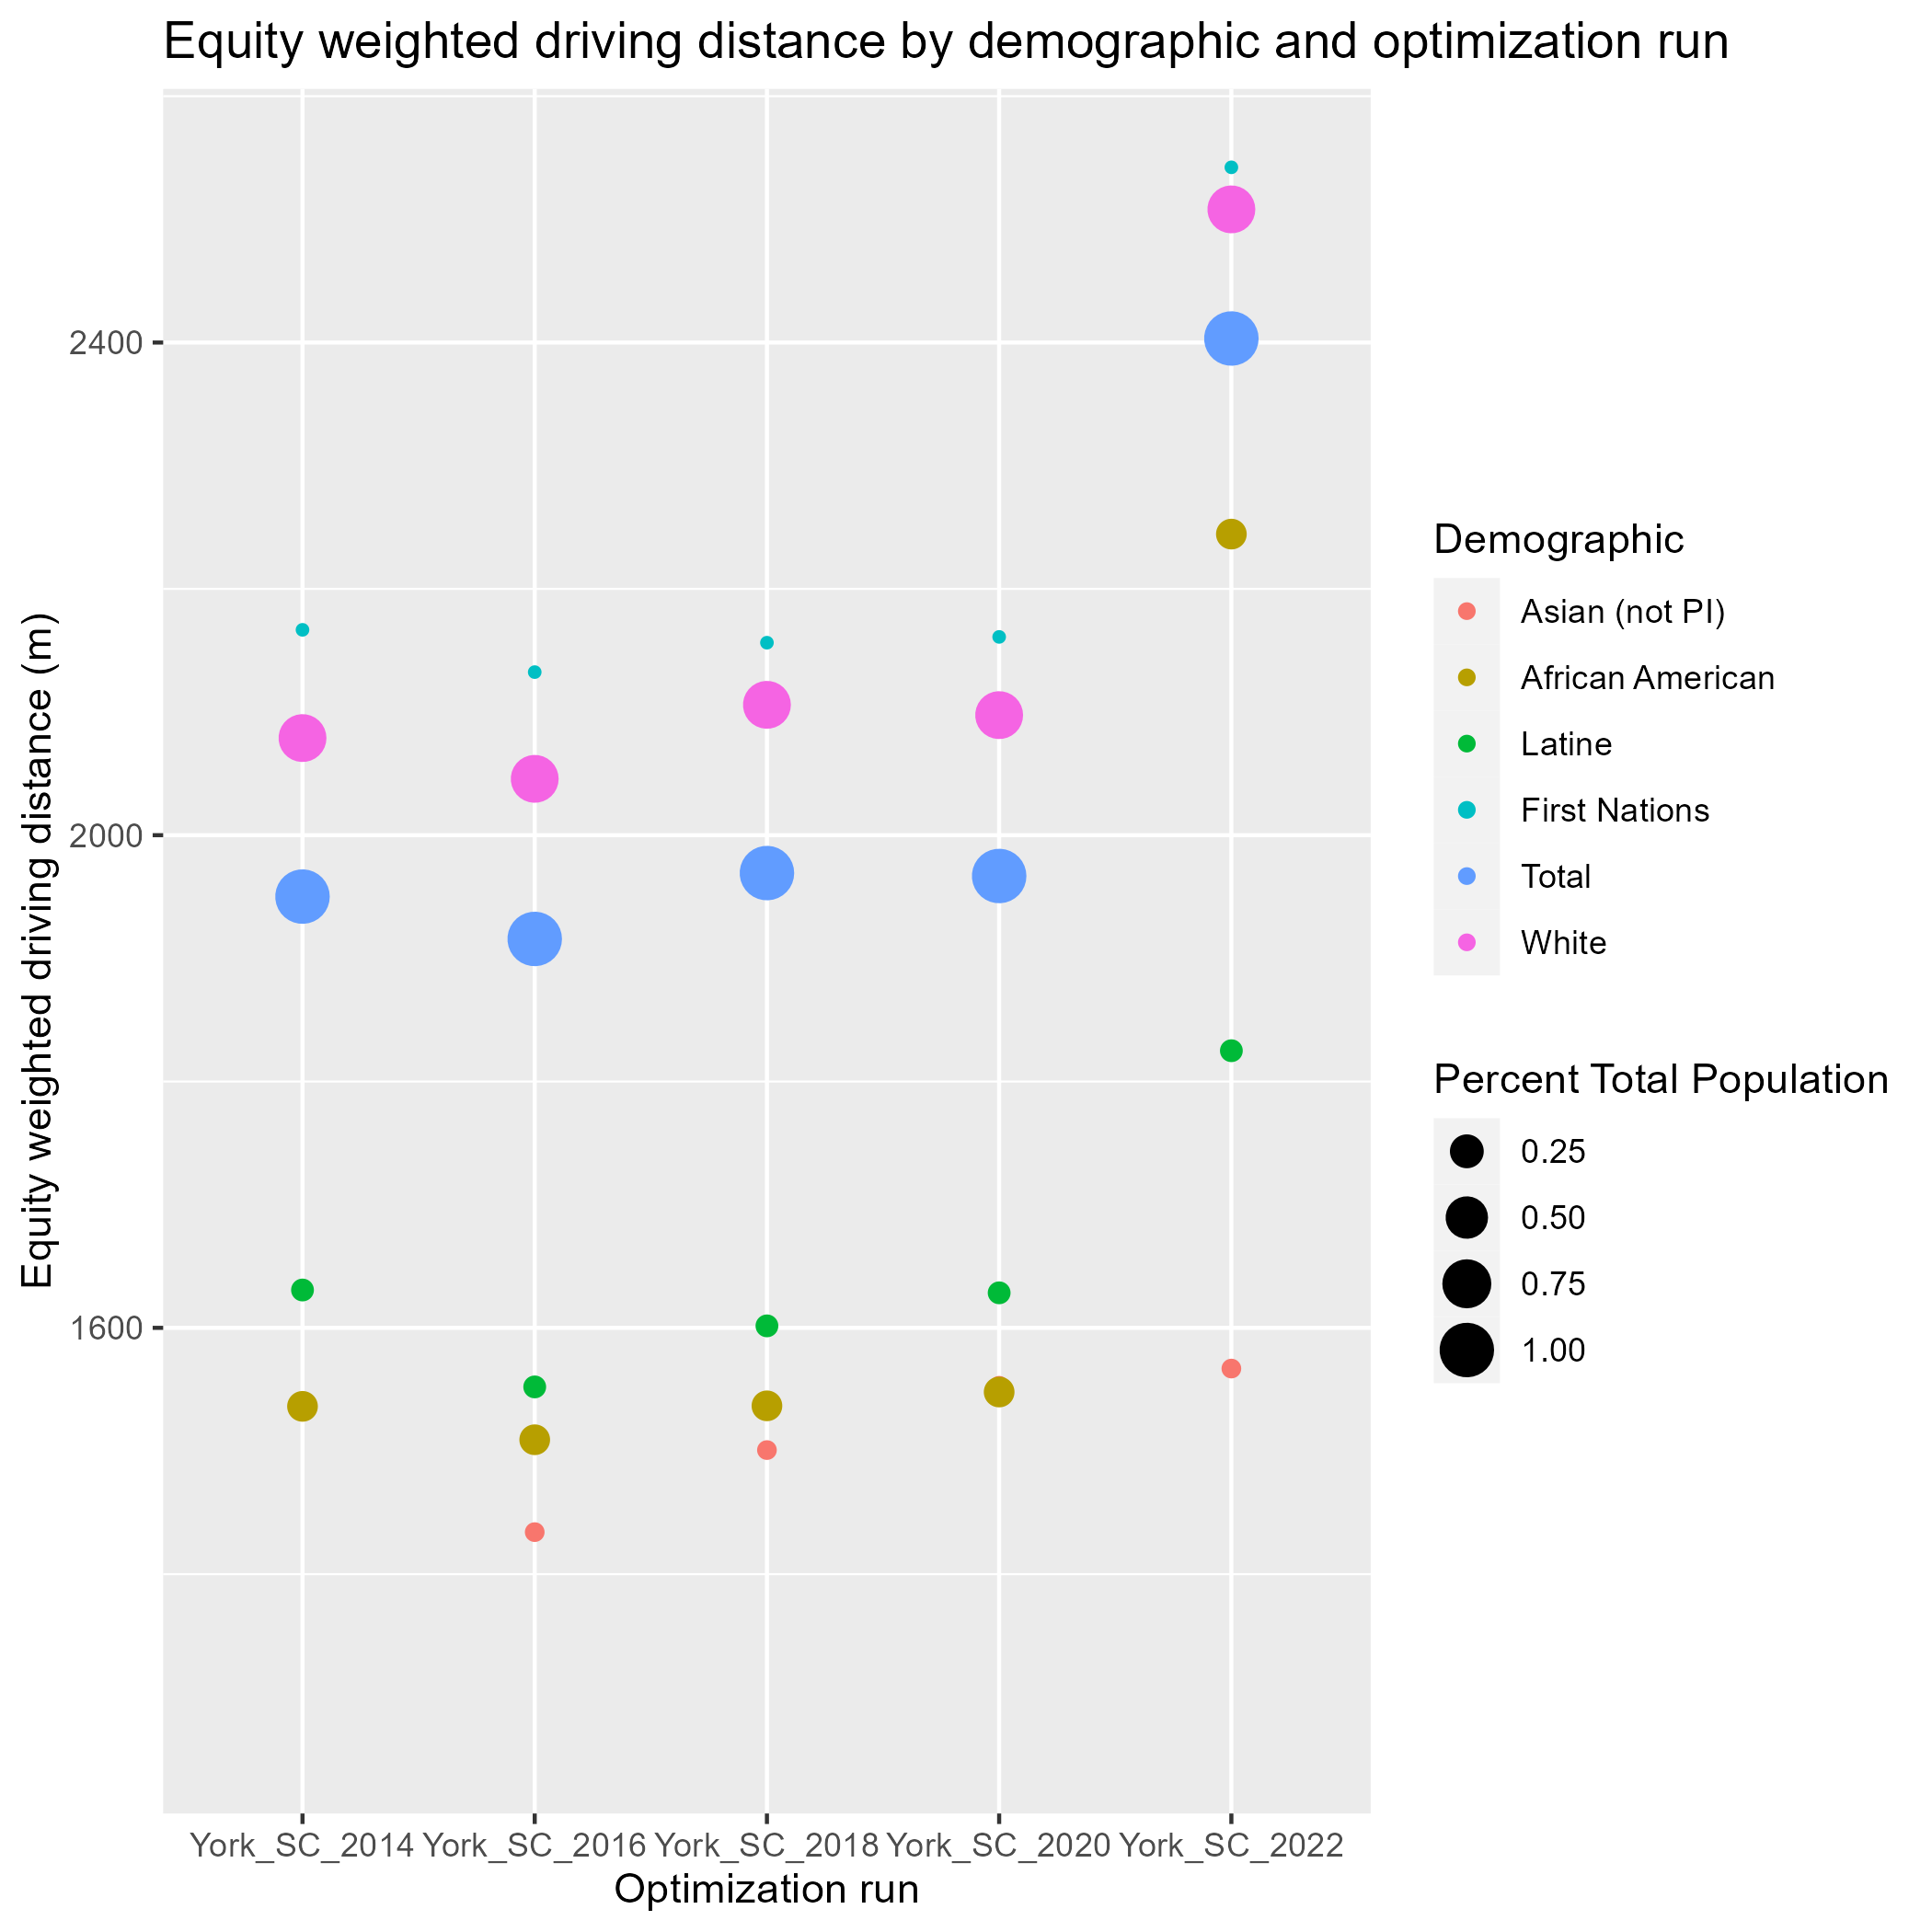 Equity weighted driving distance by demographic and optimization run
Equity weighted driving distance (m)
2400
2000
1600
York_SC_2014 York_SC_2016 York_SC_2018 York_SC_2020 York_SC_2022
Optimization run
Demographic
Asian (not PI)
African American
Latine
First Nations
Total
White
Percent Total Population
0.25
0.50
0.75
1.00